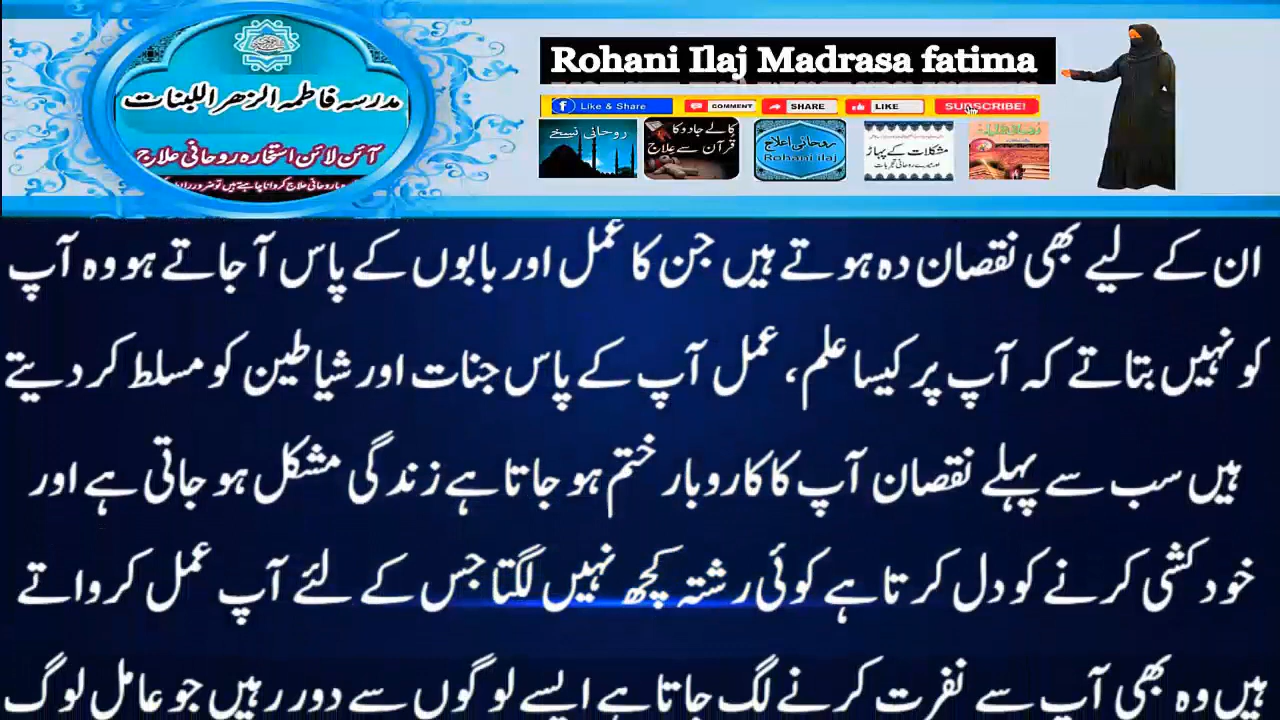 مدرسہ فاطمہ الزھرا للبنات
آئن لائن استخارہ روحانی علاج
Rohani Ilaj Madrasa fatima
Like & Share
COMMENT
SHARE
LIKE
SUBSCRIBE!
روحانی نسخے
کالے جادو کا
قرآن سے علاج
روحانی علاج
Rohani ilaj
مشکلات کے پہاڑ
ان کے لیے بھی نقصان دہ ہوتے ہیں جن کا عمل اور بابوں کے پاس آ جاتے ہو وہ آپ
کو نہیں بتاتے کہ آپ پر کیسا علم، عمل آپ کے پاس جنات اور شیاطین کو مسلط کر دیتے
ہیں سب سے پہلے نقصان آپ کا کاروبار ختم ہو جاتا ہے زندگی مشکل ہو جاتی ہے اور
خودکشی کرنے کو دل کرتا ہے کوئی رشتہ کچھ نہیں لگتا جس کے لئے آپ عمل کرواتے
ہیں وہ بھی آپ سے نفرت کرنے لگ جاتا ہے ایسے لوگوں سے دور رہیں جو عامل لوگ